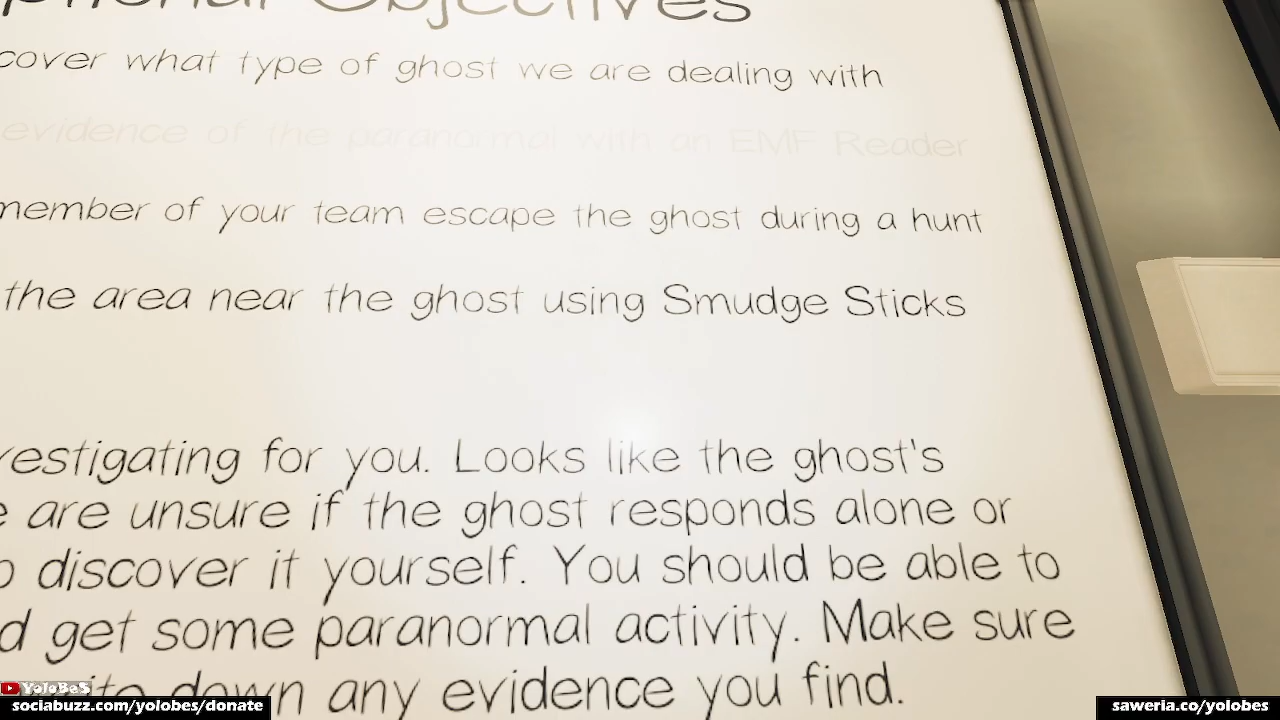 Objectives
cover what type of ghost we are dealing with
evidence of the paranormal with an EMF Reader
member of your team escape the ghost during a hunt
the area near the ghost using Smudge Sticks
vestigating for you. Looks like the ghost's
e are unsure if the ghost responds alone or
o discover it yourself. You should be able to
d get some paranormal activity. Make sure
down any evidence you find.
YoloBeS
sociabuzz.com/yolobes/donate
saweria.co/yolobes